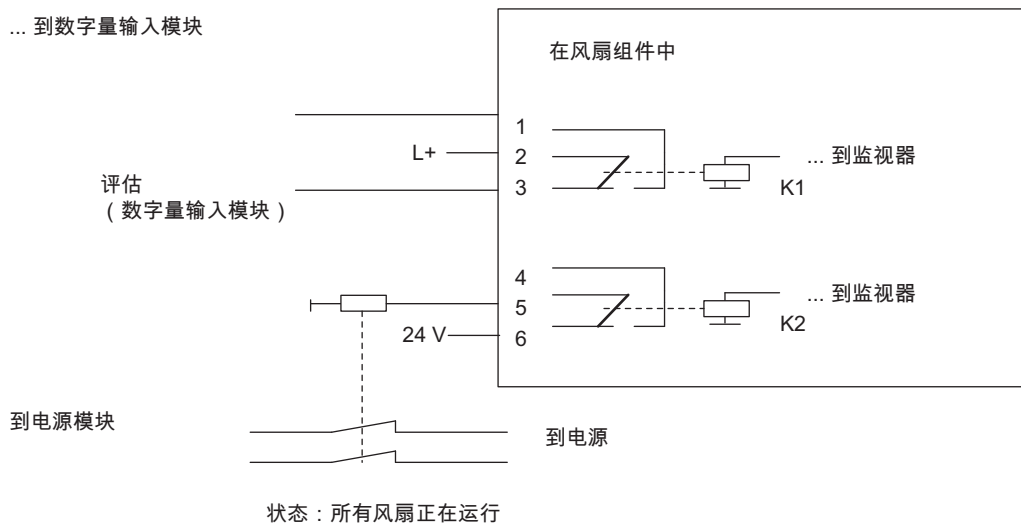 ... 到数字量输入模块
在风扇组件中
1
L+
2
... 到监视器
评估
（数字量输入模块）
3
K1
4
... 到监视器
5
K2
24 V
6
到电源模块
到电源
状态：所有风扇正在运行